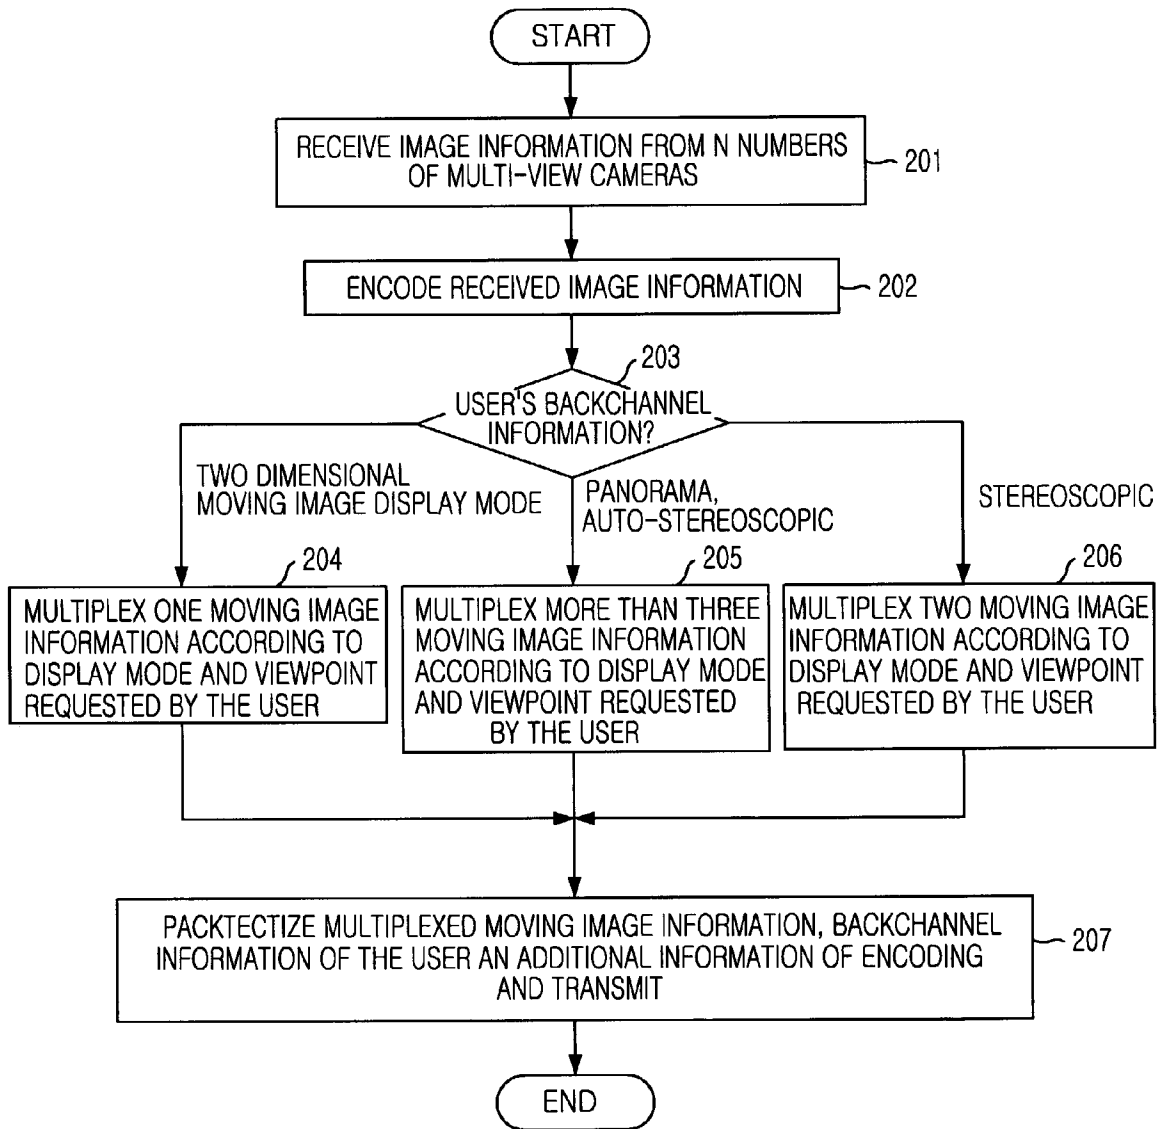 START
RECEIVE IMAGE INFORMATION FROM N NUMBERS
OF MULTI-VIEW CAMERAS
201
ENCODE RECEIVED IMAGE INFORMATION
202
203
USER'S BACKCHANNEL
INFORMATION?
TWO DIMENSIONAL
MOVING IMAGE DISPLAY MODE
PANORAMA,
AUTO-STEREOSCOPIC
STEREOSCOPIC
204
MULTIPLEX ONE MOVING IMAGE
INFORMATION ACCORDING TO
DISPLAY MODE AND VIEWPOINT
REQUESTED BY THE USER
205
MULTIPLEX MORE THAN THREE
MOVING IMAGE INFORMATION
ACCORDING TO DISPLAY MODE
AND VIEWPOINT REQUESTED
BY THE USER
206
MULTIPLEX TWO MOVING IMAGE
INFORMATION ACCORDING TO
DISPLAY MODE AND VIEWPOINT
REQUESTED BY THE USER
PACKTECTIZE MULTIPLEXED MOVING IMAGE INFORMATION, BACKCHANNEL
INFORMATION OF THE USER AN ADDITIONAL INFORMATION OF ENCODING
AND TRANSMIT
207
END